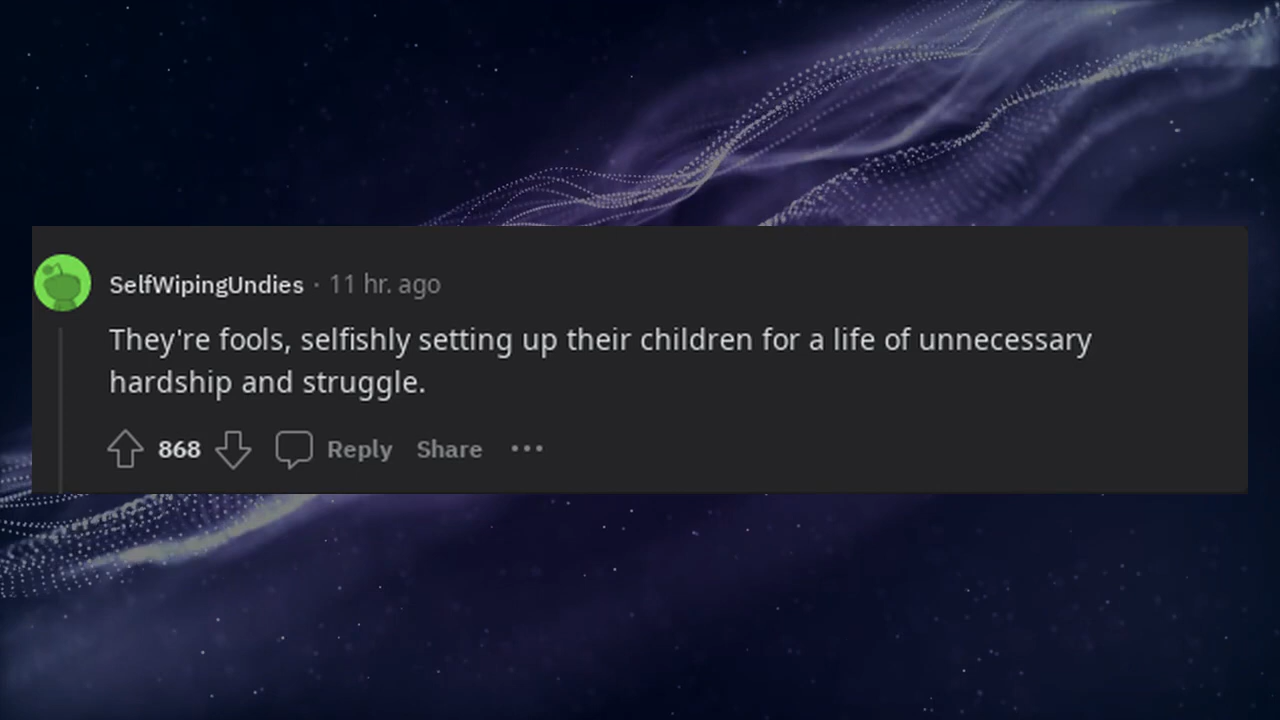 SelfWipingUndies · 11 hr. ago
They're fools, selfishly setting up their children for a life of unnecessary
hardship and struggle.
868 Reply Share ···